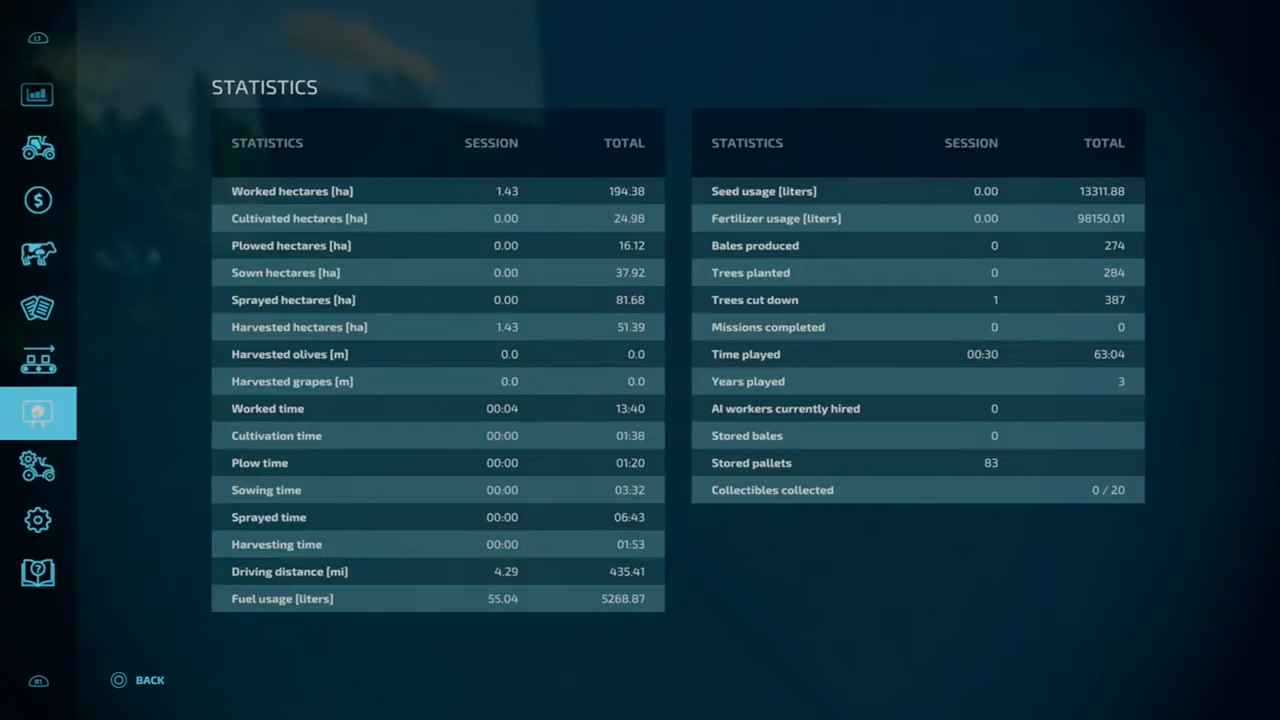 L1
STATISTICS
STATISTICS SESSION TOTAL
Worked hectares [ha] 1.43 194.38
Cultivated hectares [ha] 0.00 24.98
Plowed hectares [ha] 0.00 16.12
Sown hectares [ha] 0.00 37.92
Sprayed hectares [ha] 0.00 81.68
Harvested hectares [ha] 1.43 51.39
Harvested olives [m] 0.0 0.0
Harvested grapes [m] 0.0 0.0
Worked time 00:04 13:40
Cultivation time 00:00 01:38
Plow time 00:00 01:20
Sowing time 00:00 03:32
Sprayed time 00:00 06:43
Harvesting time 00:00 01:53
Driving distance [mi] 4.29 435.41
Fuel usage [liters] 55.04 5268.87
STATISTICS SESSION TOTAL
Seed usage [liters] 0.00 13311.88
Fertilizer usage [liters] 0.00 98150.01
Bales produced 0 274
Trees planted 0 284
Trees cut down 1 387
Missions completed 0 0
Time played 00:30 63:04
Years played 3
AI workers currently hired 0
Stored bales 0
Stored pallets 83
Collectibles collected 0 / 20
R1
BACK